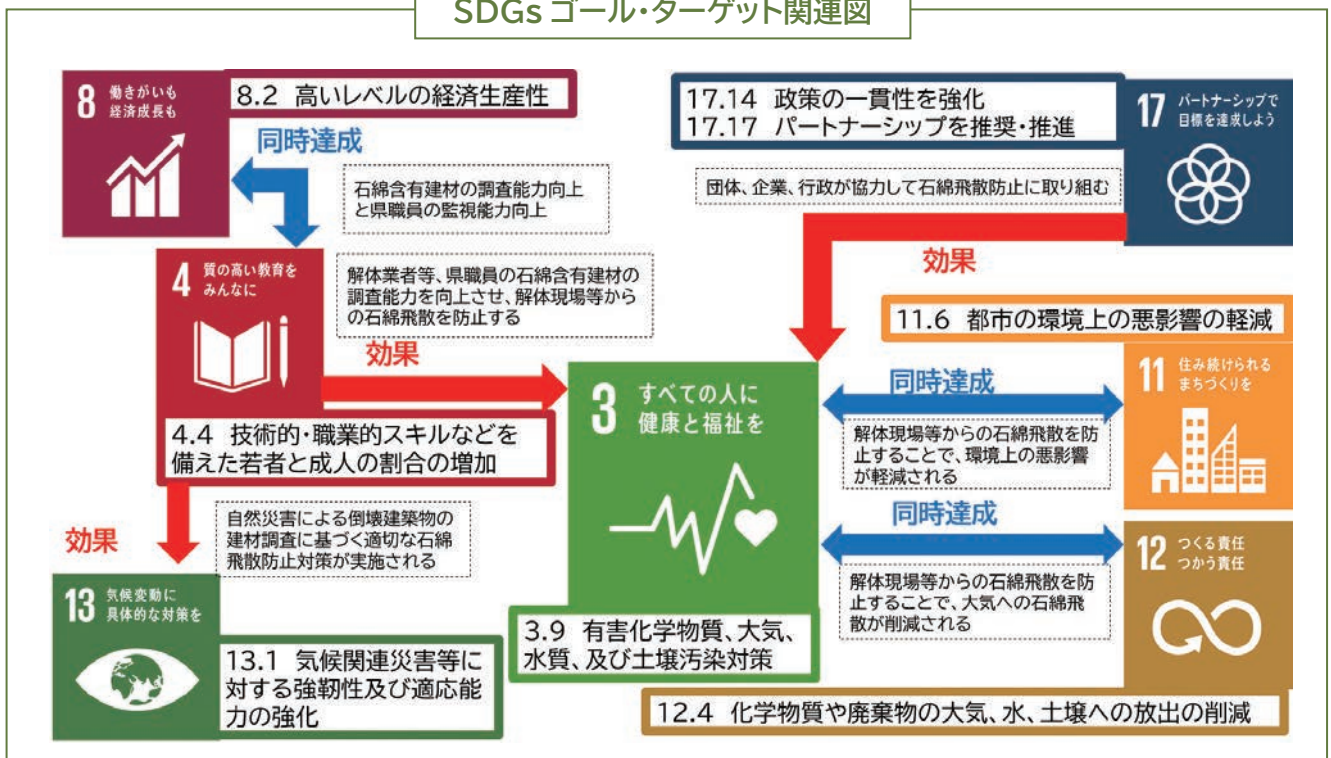 SDGs ゴール・ターゲット関連図
8 働きがいも
経済成長も
8.2 高いレベルの経済生産性
同時達成
石綿含有建材の調査能力向上
と県職員の監視能力向上
4 質の高い教育を
みんなに
解体業者等、県職員の石綿含有建材の
調査能力を向上させ、解体現場等から
の石綿飛散を防止する
効果
4.4 技術的・職業的スキルなどを
備えた若者と成人の割合の増加
効果
自然災害による倒壊建築物の
建材調査に基づく適切な石綿
飛散防止対策が実施される
13 気候変動に
具体的な対策を
13.1 気候関連災害等に
対する強靭性及び適応能
力の強化
17.14 政策の一貫性を強化
17.17 パートナーシップを推奨・推進
17 パートナーシップで
目標を達成しよう
団体、企業、行政が協力して石綿飛散防止に取り組む
効果
3 すべての人に
健康と福祉を
3.9 有害化学物質、大気、
水質、及び土壌汚染対策
11.6 都市の環境上の悪影響の軽減
同時達成
11 住み続けられる
まちづくりを
解体現場等からの石綿飛散を防
止することで、環境上の悪影響
が軽減される
同時達成
12 つくる責任
つかう責任
解体現場等からの石綿飛散を防
止することで、大気への石綿飛
散が削減される
12.4 化学物質や廃棄物の大気、水、土壌への放出の削減